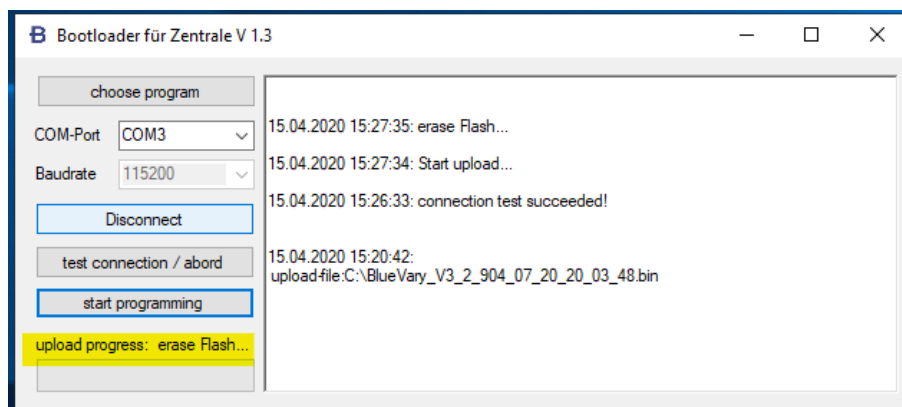 Bootloader für Zentrale V 1.3
choose program
COM-Port COM3
Baudrate 115200
Disconnect
test connection / abord
start programming
upload progress: erase Flash...
15.04.2020 15:27:35: erase Flash...
15.04.2020 15:27:34: Start upload...
15.04.2020 15:26:33: connection test succeeded!
15.04.2020 15:20:42:
upload-file:C:\BlueVary_V3_2_904_07_20_20_03_48.bin